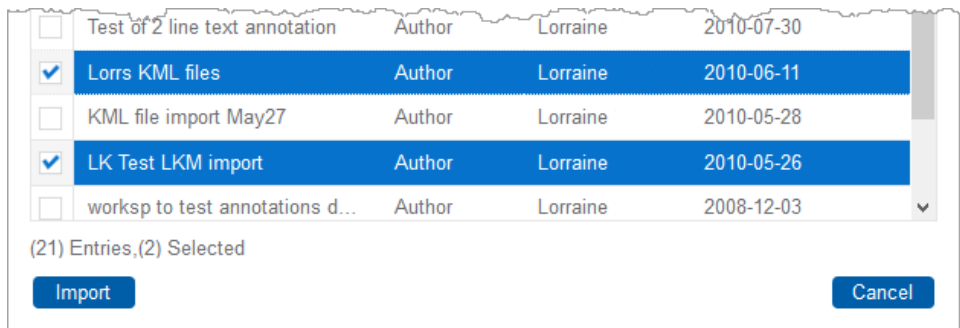 Test of 2 line text annotation Author Lorraine 2010-07-30
Lorrs KML files Author Lorraine 2010-06-11
KML file import May27 Author Lorraine 2010-05-28
LK Test LKM import Author Lorraine 2010-05-26
worksp to test annotations d... Author Lorraine 2008-12-03
(21) Entries,(2) Selected
Import Cancel